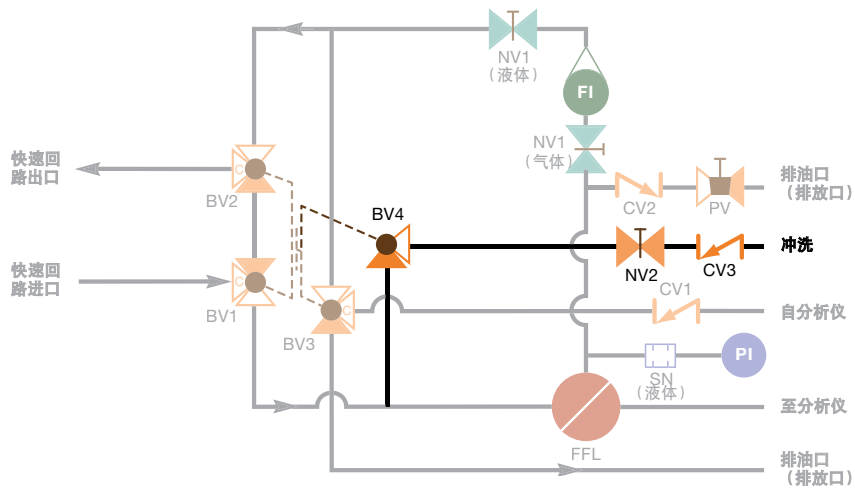 NV1
（液体）
FI
NV1
（气体）
快速回
路出口
C
BV2
排油口
（排放口）
CV2
PV
BV4
冲洗
NV2
CV3
快速回
路进口
C
BV1
CV1
C
自分析仪
BV3
PI
SN
（液体）
至分析仪
FFL
排油口
（排放口）